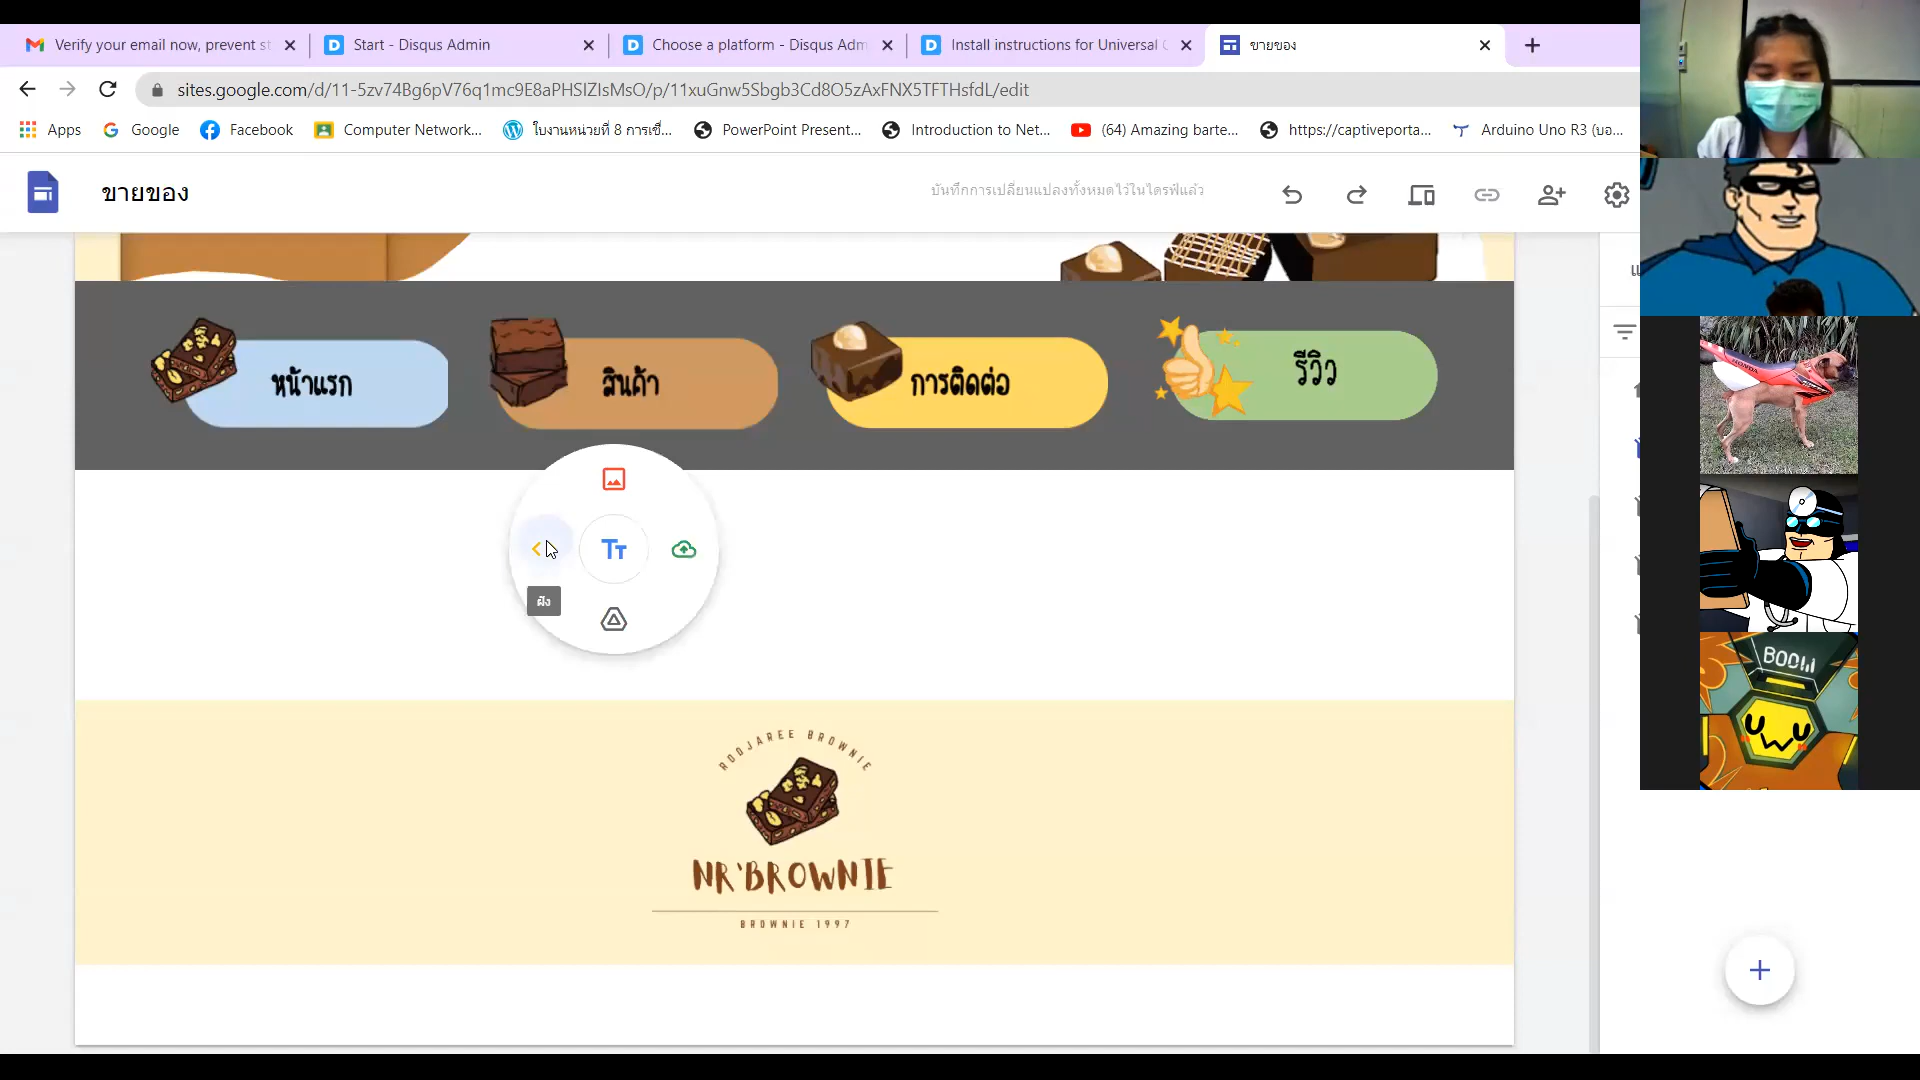 Verify your email now, prevent st
Start - Disqus Admin
Choose a platform - Disqus Adm
Install instructions for Universal C
ขายของ
sites.google.com/d/11-5zv74Bg6pV76q1mc9E8aPHSIZIsMsO/p/11xuGnw5Sbgb3Cd8O5zAxFNX5TFTHsfdL/edit
Apps
Google
Facebook
Computer Network...
ใบงานหน่วยที่ 8 การเชื่...
PowerPoint Present...
Introduction to Net...
(64) Amazing barte...
https://captiveporta...
Arduino Uno R3 (บอ...
ขายของ
บันทึกการเปลี่ยนแปลงทั้งหมดไว้ในไดรฟ์แล้ว
หน้าแรก
สินค้า
การติดต่อ
รีวิว
Tт
ฝัง
ROOJAREE BROWNIE
NR'BROWNIE
BROWNIE 1997
HONDA
BOOM